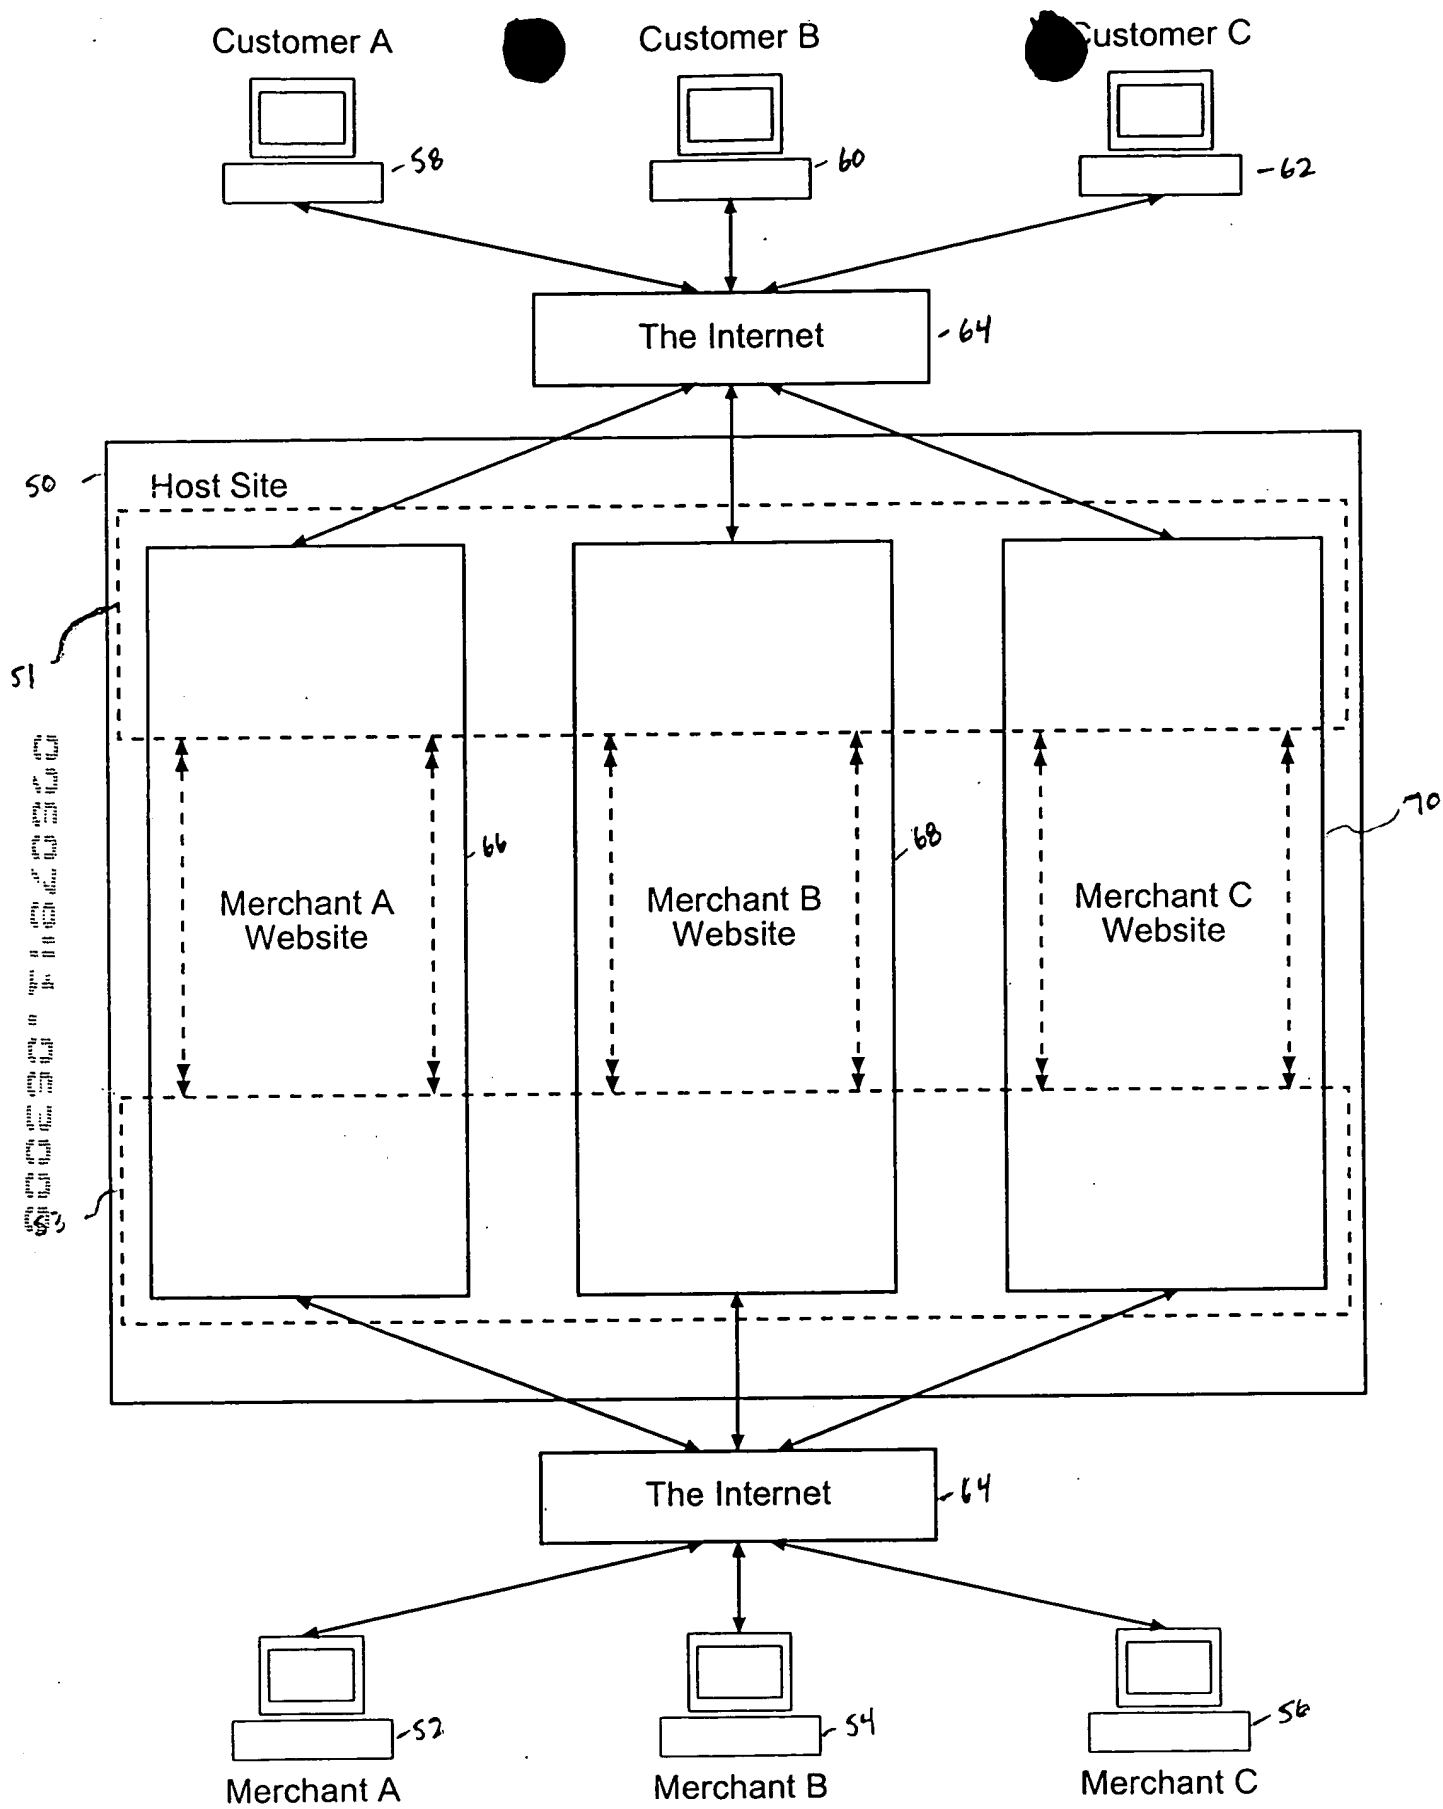 Customer A
Customer B
Customer C
58
60
62
The Internet
64
50
Host Site
51
66
68
70
Merchant A
Website
Merchant B
Website
Merchant C
Website
53
The Internet
64
52
54
56
Merchant A
Merchant B
Merchant C